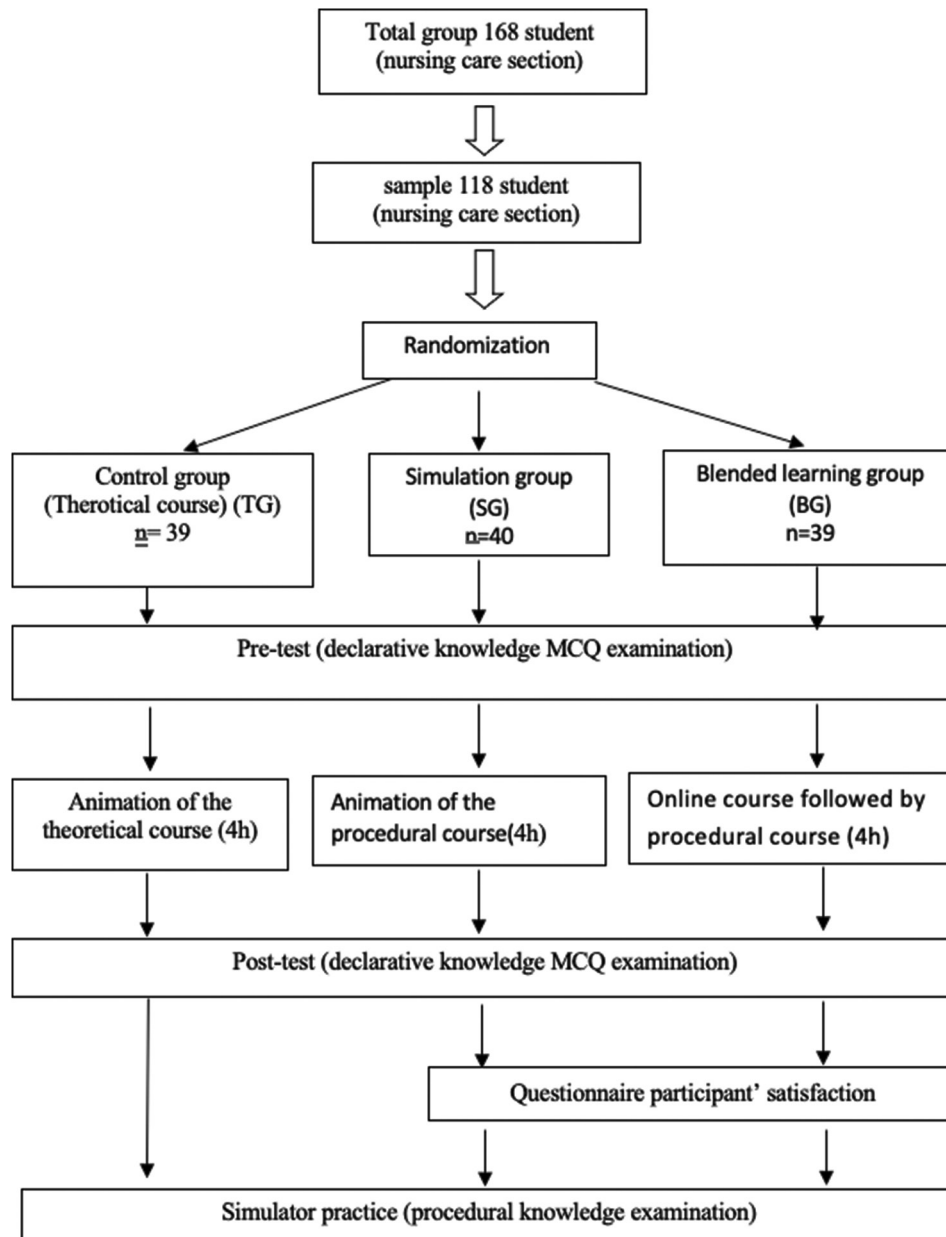 Total group 168 student
(nursing care section)
sample 118 student
(nursing care section)
Randomization
Control group
(Therotical course) (TG)
n= 39
Simulation group
(SG)
n=40
Blended learning group
(BG)
n=39
Pre-test (declarative knowledge MCQ examination)
Animation of the
theoretical course (4h)
Animation of the
procedural course(4h)
Online course followed by
procedural course (4h)
Post-test (declarative knowledge MCQ examination)
Questionnaire participant’ satisfaction
Simulator practice (procedural knowledge examination)